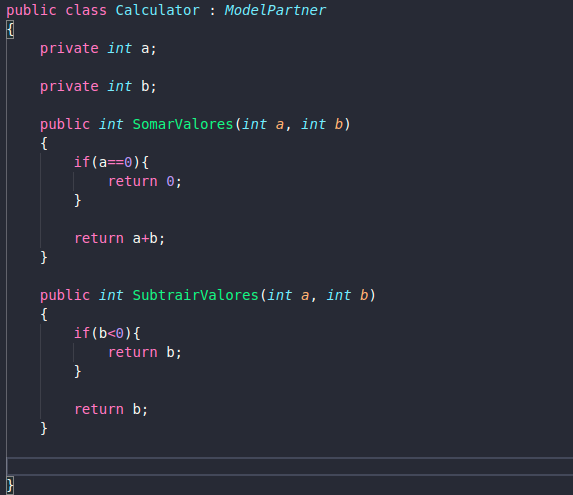 public class Calculator : ModelPartner
{
    private int a;
    private int b;
    public int SomarValores(int a, int b)
    {
        if(a==0){
            return 0;
        }
        return a+b;
    }
    public int SubtrairValores(int a, int b)
    {
        if(b<0){
            return b;
        }
        return b;
    }
}